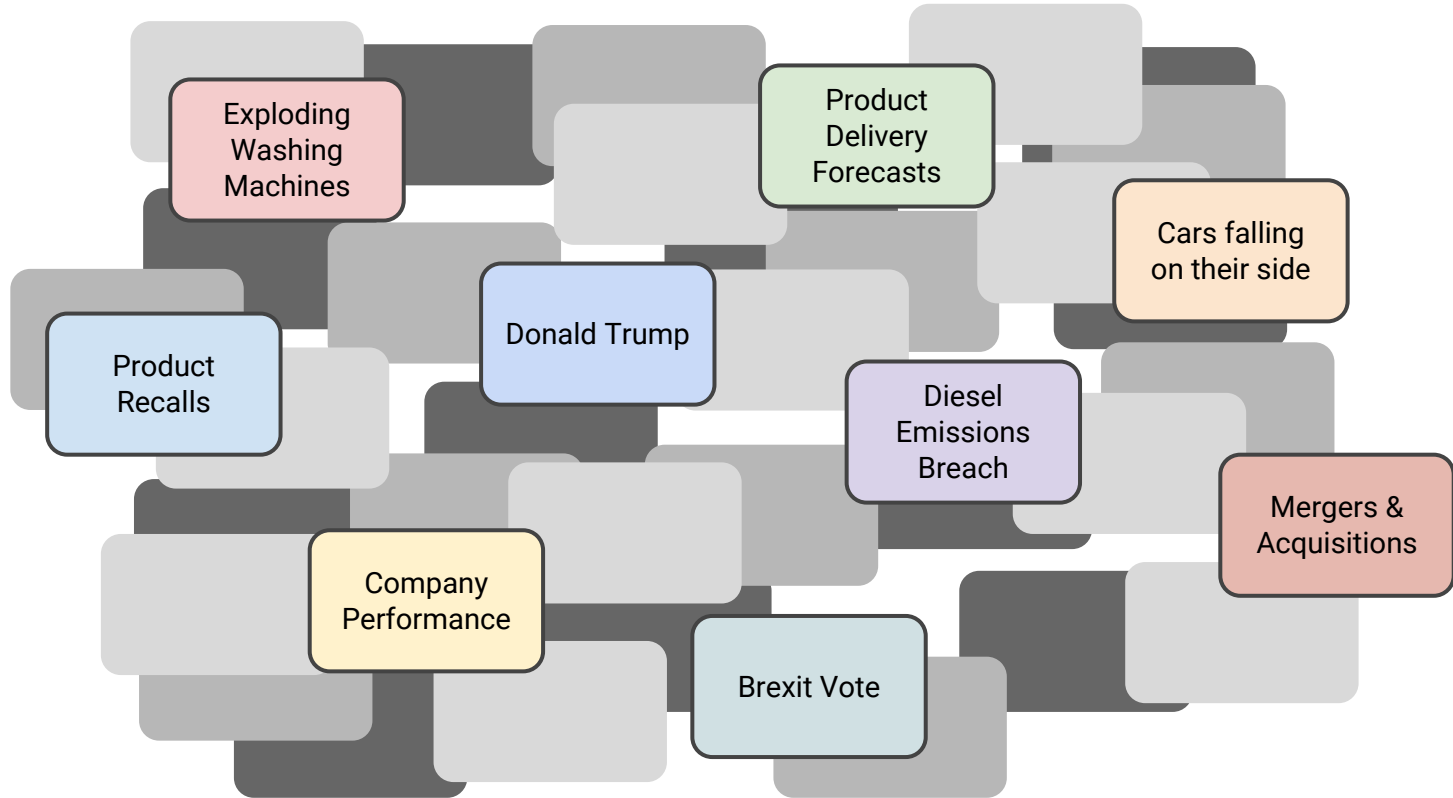 Exploding
Washing
Machines
Product
Delivery
Forecasts
Cars falling
on their side
Donald Trump
Product
Recalls
Diesel
Emissions
Breach
Mergers &
Acquisitions
Company
Performance
Brexit Vote